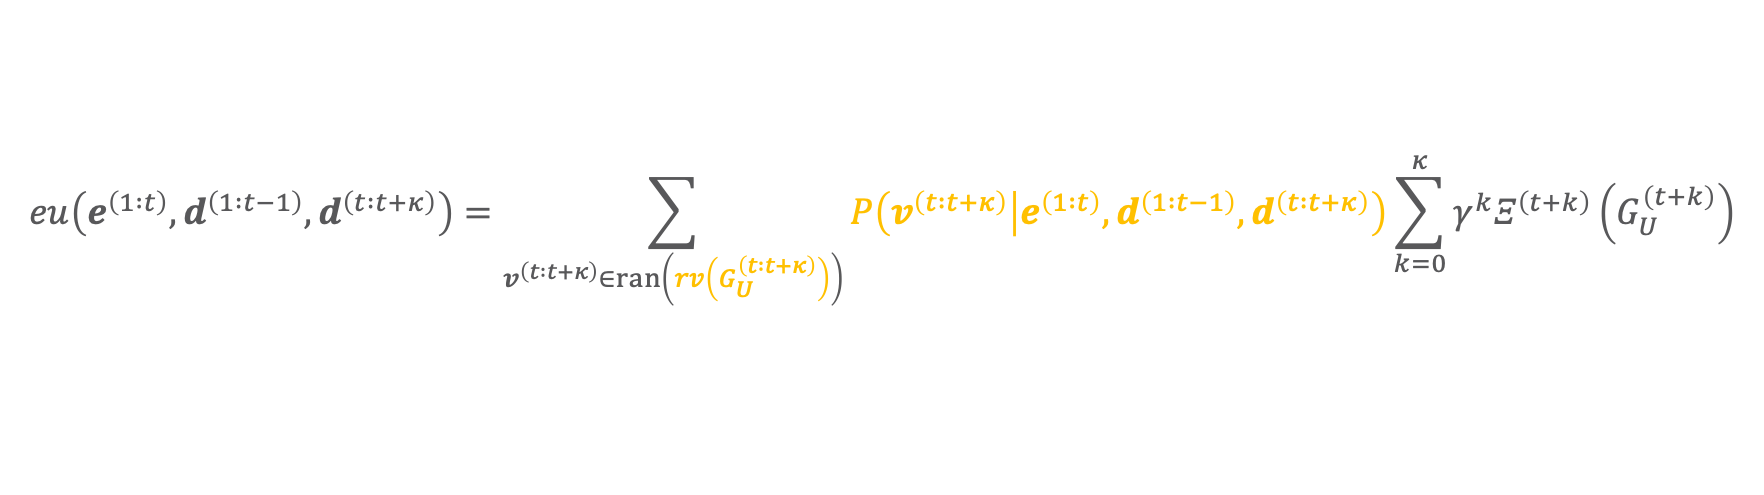 eu(e^(1:t), d^(1:t−1), d^(t:t+κ)) = ∑_{v^(t:t+κ)∈ran(rv(G_U^(t:t+κ)))} P(v^(t:t+κ)|e^(1:t), d^(1:t−1), d^(t:t+κ)) ∑_{k=0}^{κ} γ^k Ξ^(t+k) (G_U^(t+k))